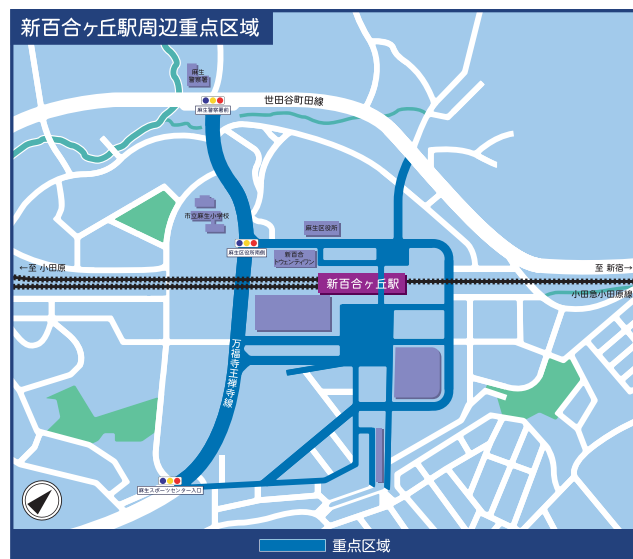 新百合ヶ丘駅周辺重点区域
麻生
警察署
世田谷町田線
麻生警察署前
市立麻生小学校
麻生区役所
麻生区役所南側
新百合
トウェンティワン
←至 小田原
至 新宿→
新百合ヶ丘駅
小田急小田原線
万福寺王禅寺線
麻生スポーツセンター入口
重点区域